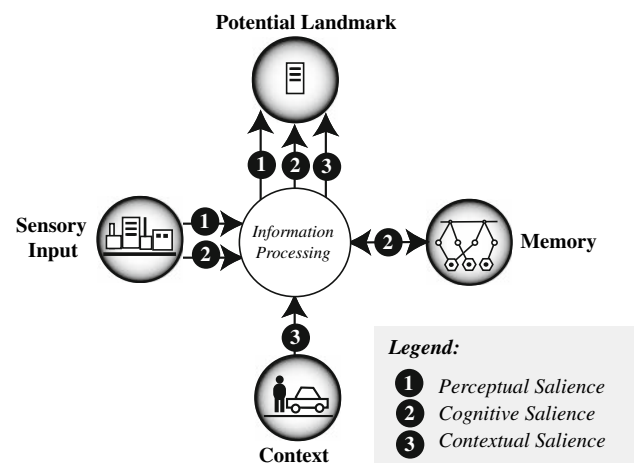 Potential Landmark
1 2 3
Sensory
Input
1
2
Information
Processing
2
Memory
3
Context
Legend:
1 Perceptual Salience
2 Cognitive Salience
3 Contextual Salience